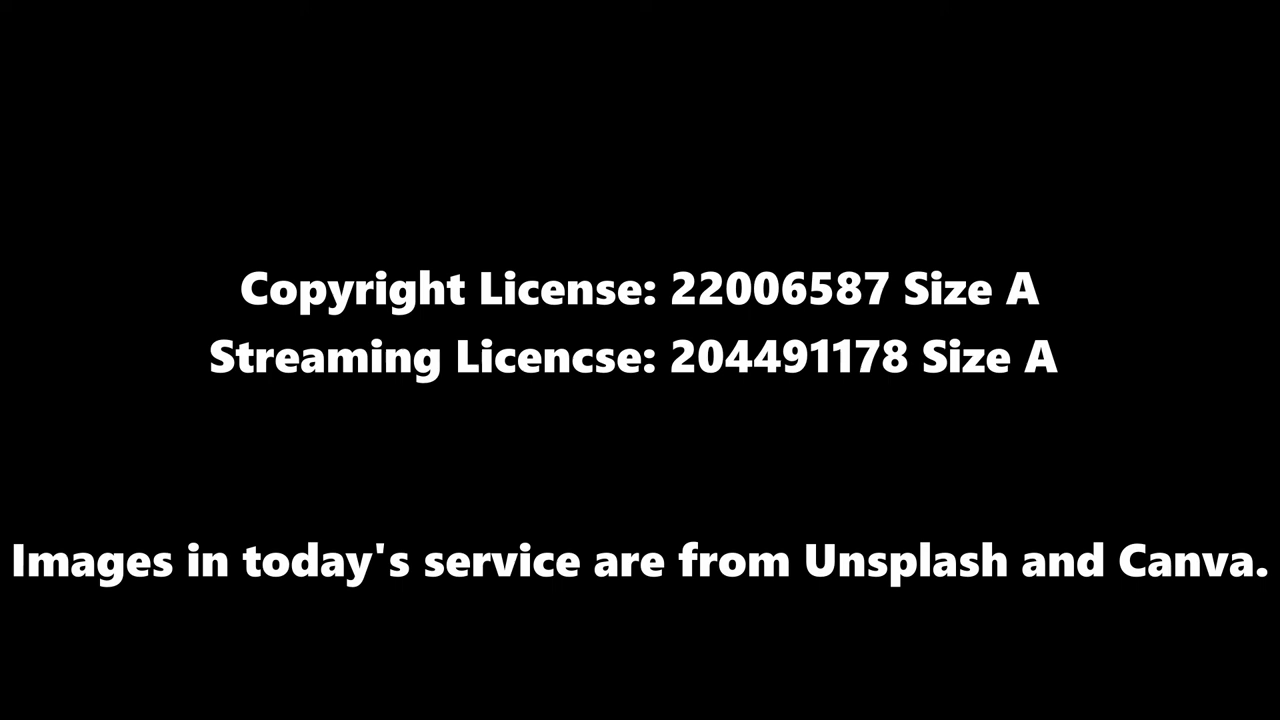 Copyright License: 22006587 Size A
Streaming Licencse: 204491178 Size A
Images in today's service are from Unsplash and Canva.